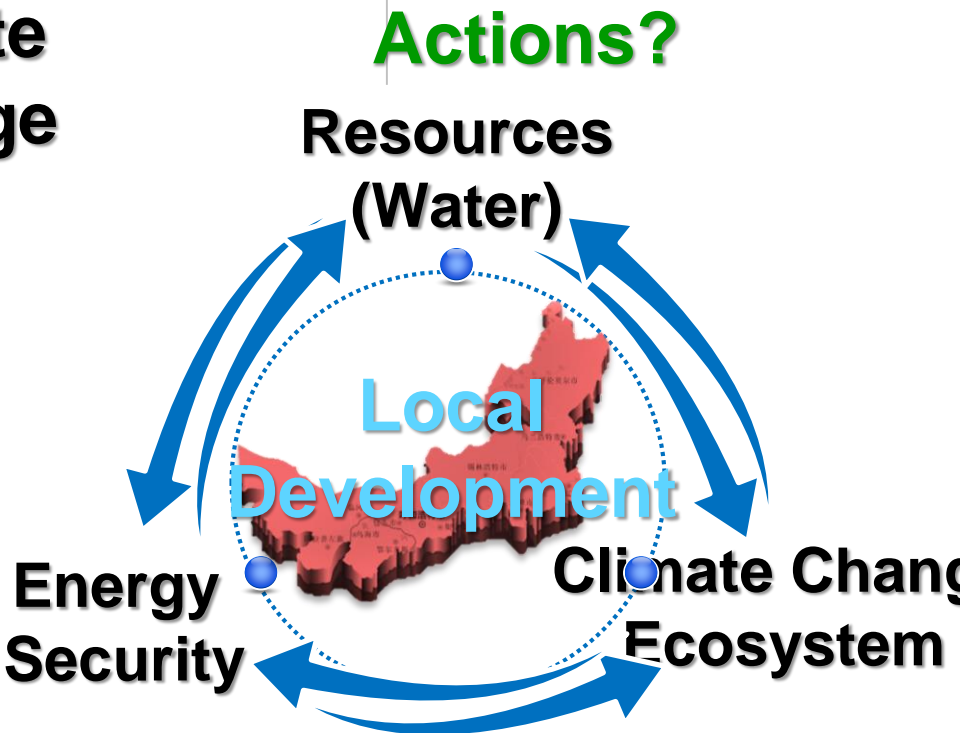 te
ge
Actions?
Resources
(Water)
Local
Development
Energy
Security
Climate Chang
Ecosystem